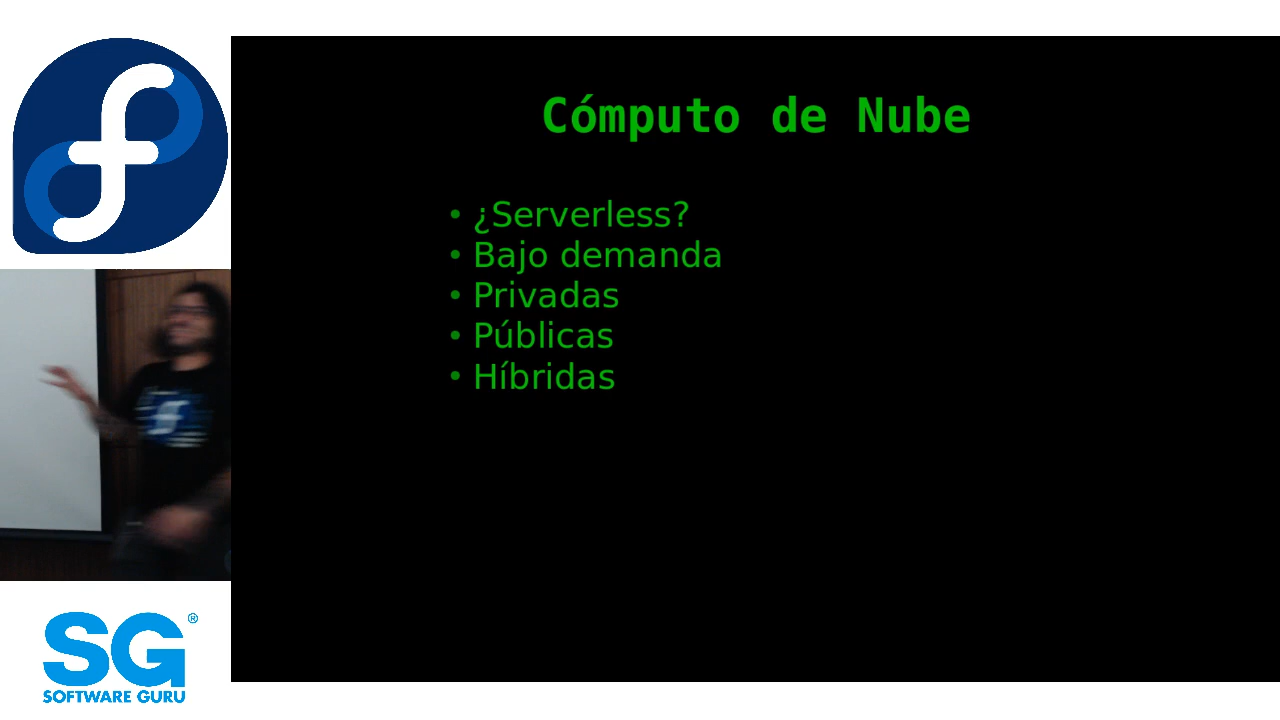 Cómputo de Nube
• ¿Serverless?
• Bajo demanda
• Privadas
• Públicas
• Híbridas
SG®
SOFTWARE GURU